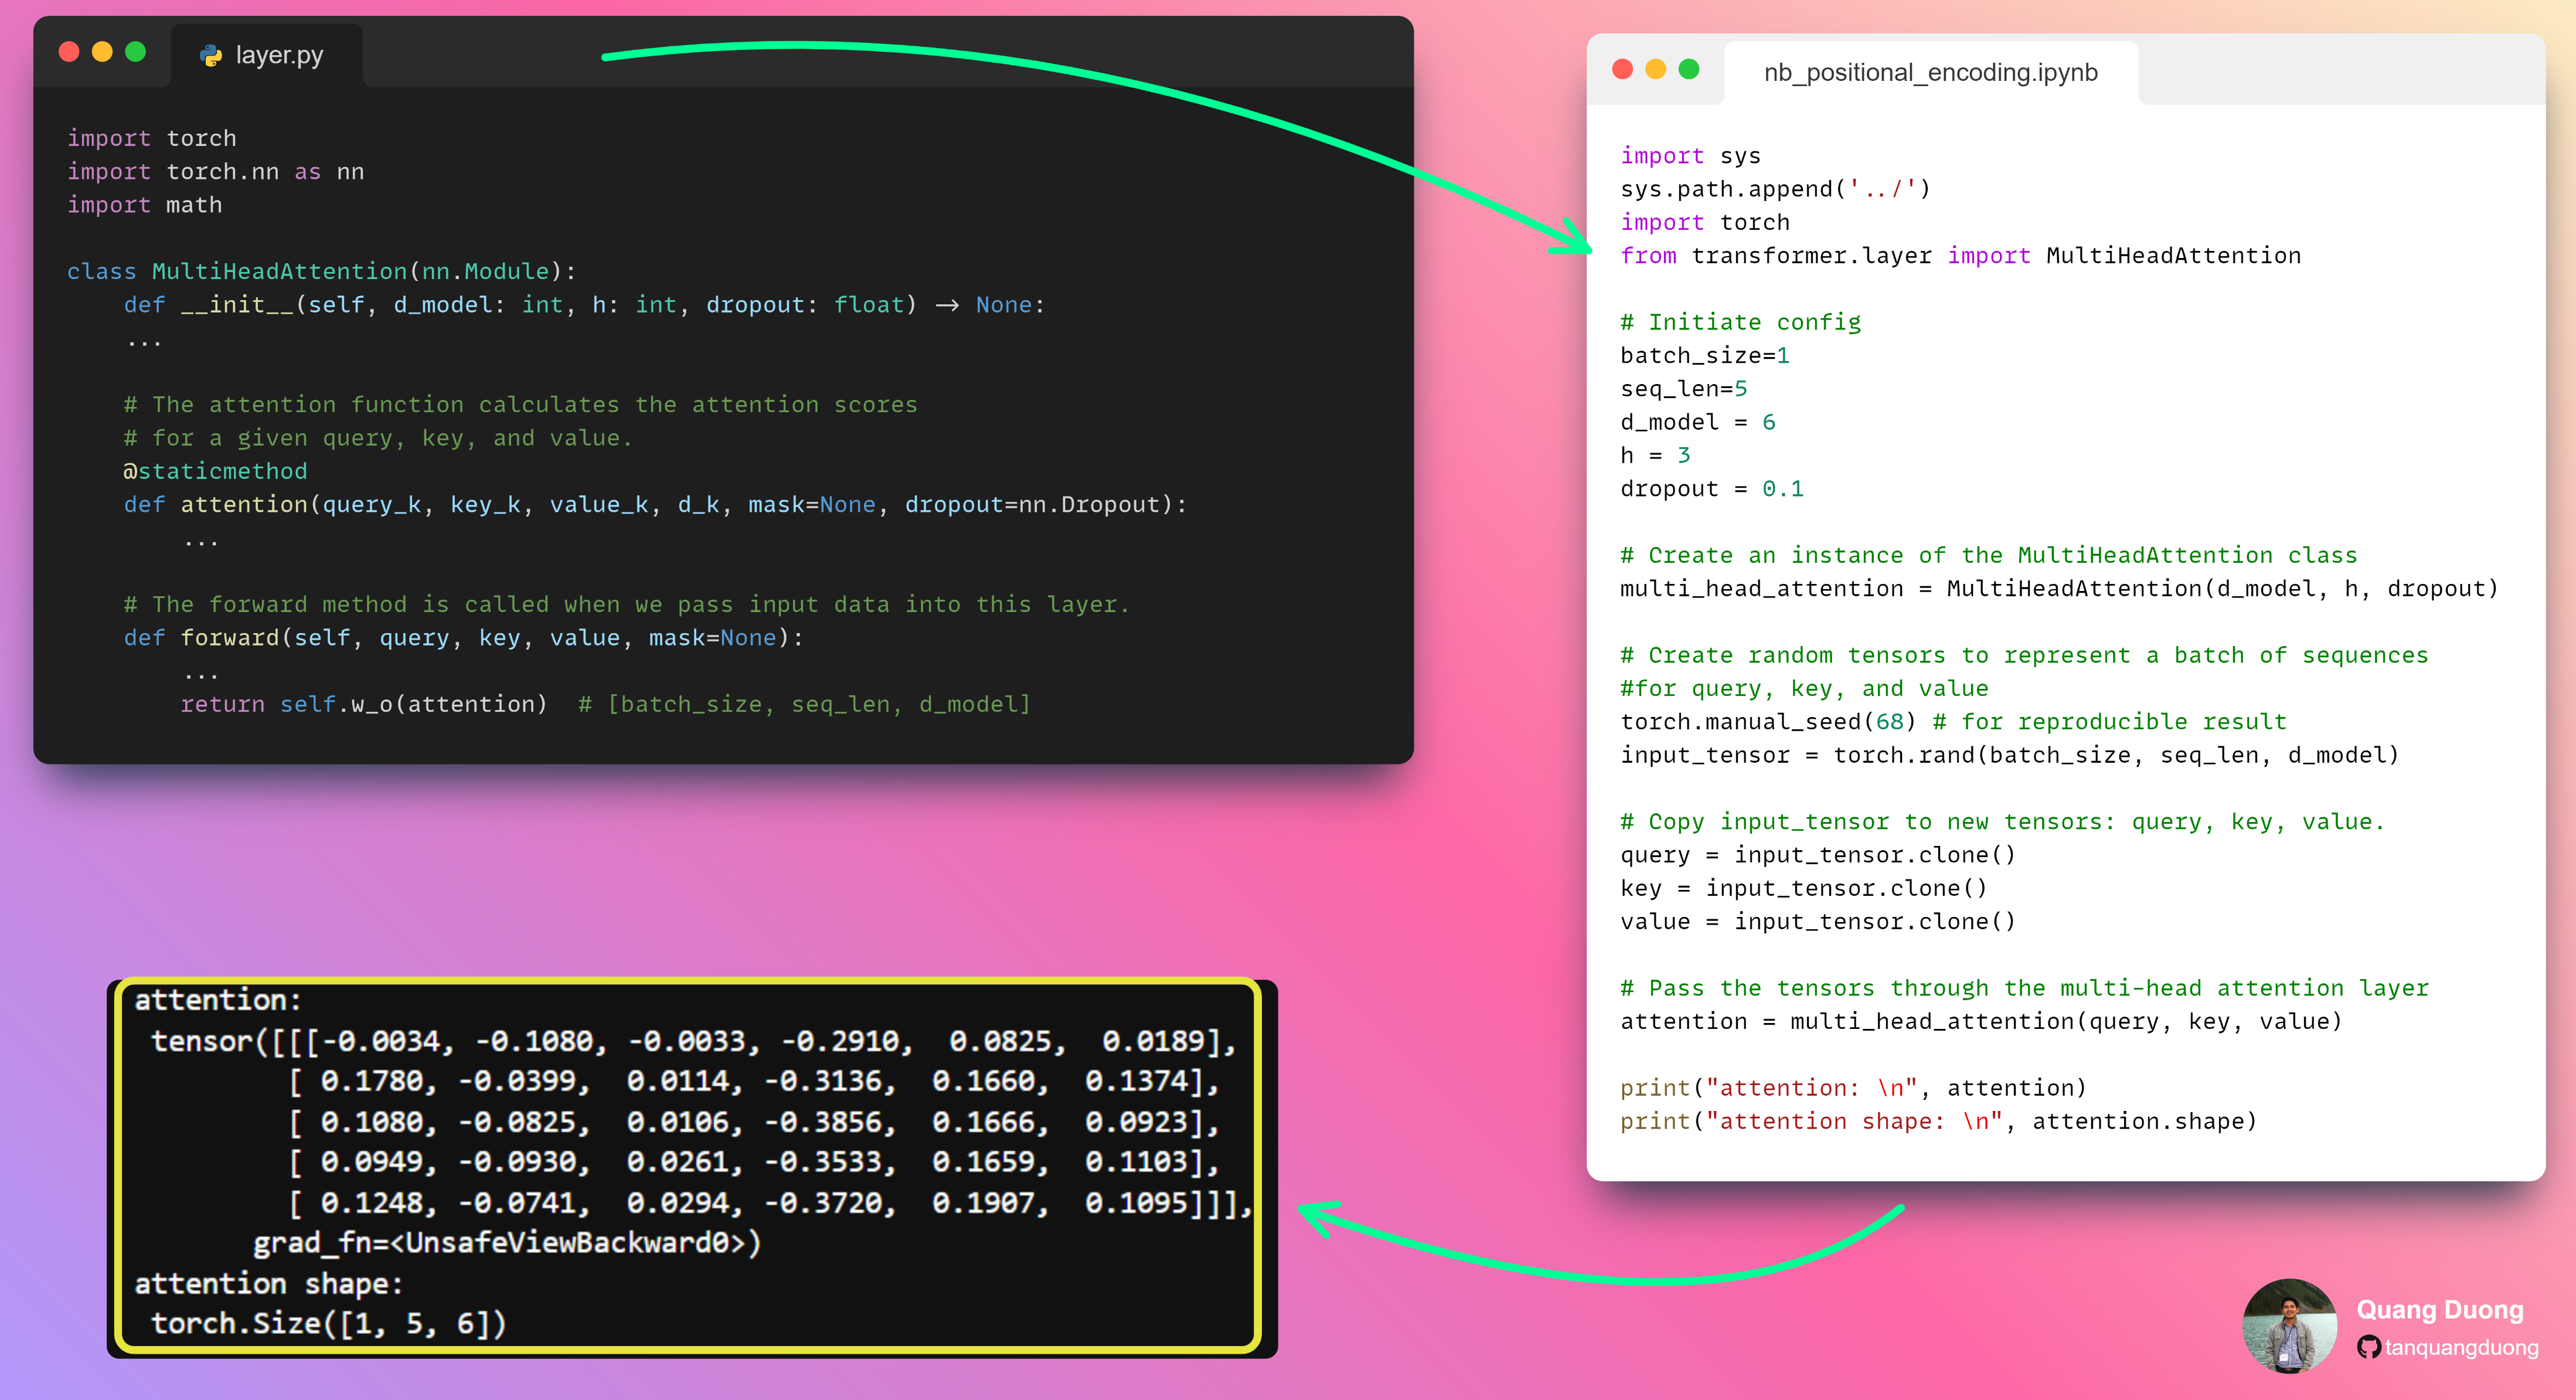 layer.py
import torch
import torch.nn as nn
import math
class MultiHeadAttention(nn.Module):
    def __init__(self, d_model: int, h: int, dropout: float) → None:
    ...
    # The attention function calculates the attention scores
    # for a given query, key, and value.
    @staticmethod
    def attention(query_k, key_k, value_k, d_k, mask=None, dropout=nn.Dropout):
        ...
    # The forward method is called when we pass input data into this layer.
    def forward(self, query, key, value, mask=None):
        ...
        return self.w_o(attention)  # [batch_size, seq_len, d_model]
nb_positional_encoding.ipynb
import sys
sys.path.append('../')
import torch
from transformer.layer import MultiHeadAttention
# Initiate config
batch_size=1
seq_len=5
d_model = 6
h = 3
dropout = 0.1
# Create an instance of the MultiHeadAttention class
multi_head_attention = MultiHeadAttention(d_model, h, dropout)
# Create random tensors to represent a batch of sequences
#for query, key, and value
torch.manual_seed(68) # for reproducible result
input_tensor = torch.rand(batch_size, seq_len, d_model)
# Copy input_tensor to new tensors: query, key, value.
query = input_tensor.clone()
key = input_tensor.clone()
value = input_tensor.clone()
# Pass the tensors through the multi-head attention layer
attention = multi_head_attention(query, key, value)
print("attention: \n", attention)
print("attention shape: \n", attention.shape)
attention:
 tensor([[[-0.0034, -0.1080, -0.0033, -0.2910,  0.0825,  0.0189],
         [ 0.1780, -0.0399,  0.0114, -0.3136,  0.1660,  0.1374],
         [ 0.1080, -0.0825,  0.0106, -0.3856,  0.1666,  0.0923],
         [ 0.0949, -0.0930,  0.0261, -0.3533,  0.1659,  0.1103],
         [ 0.1248, -0.0741,  0.0294, -0.3720,  0.1907,  0.1095]]],
       grad_fn=<UnsafeViewBackward0>)
attention shape:
 torch.Size([1, 5, 6])
Quang Duong
tanquangduong